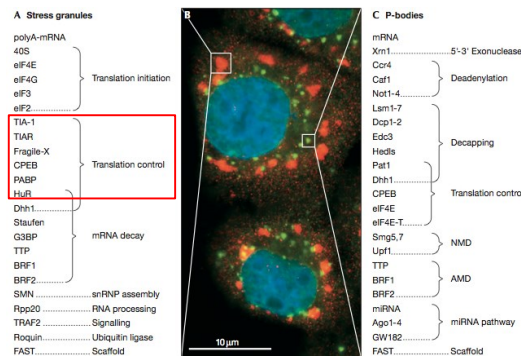 A Stress granules
polyA-mRNA
40S
eIF4E
eIF4G
eIF3
eIF2
Translation initiation
TIA-1
TIAR
Fragile-X
CPEB
PABP
HuR
Dhh1
Translation control
Staufen
G3BP
TTP
BRF1
BRF2
mRNA decay
SMN snRNP assembly
Rpp20 RNA processing
TRAF2 Signalling
Roquin Ubiquitin ligase
FAST Scaffold
B
10 µm
C P-bodies
mRNA
Xrn1 5'-3' Exonuclease
Ccr4
Caf1
Not1-4
Deadenylation
Lsm1-7
Dcp1-2
Edc3
Hedls
Pat1
Dhh1
Decapping
CPEB
eIF4E
eIF4E-T
Translation control
Smg5,7
Upf1
NMD
TTP
BRF1
BRF2
AMD
miRNA
Ago1-4
GW182
miRNA pathway
FAST Scaffold